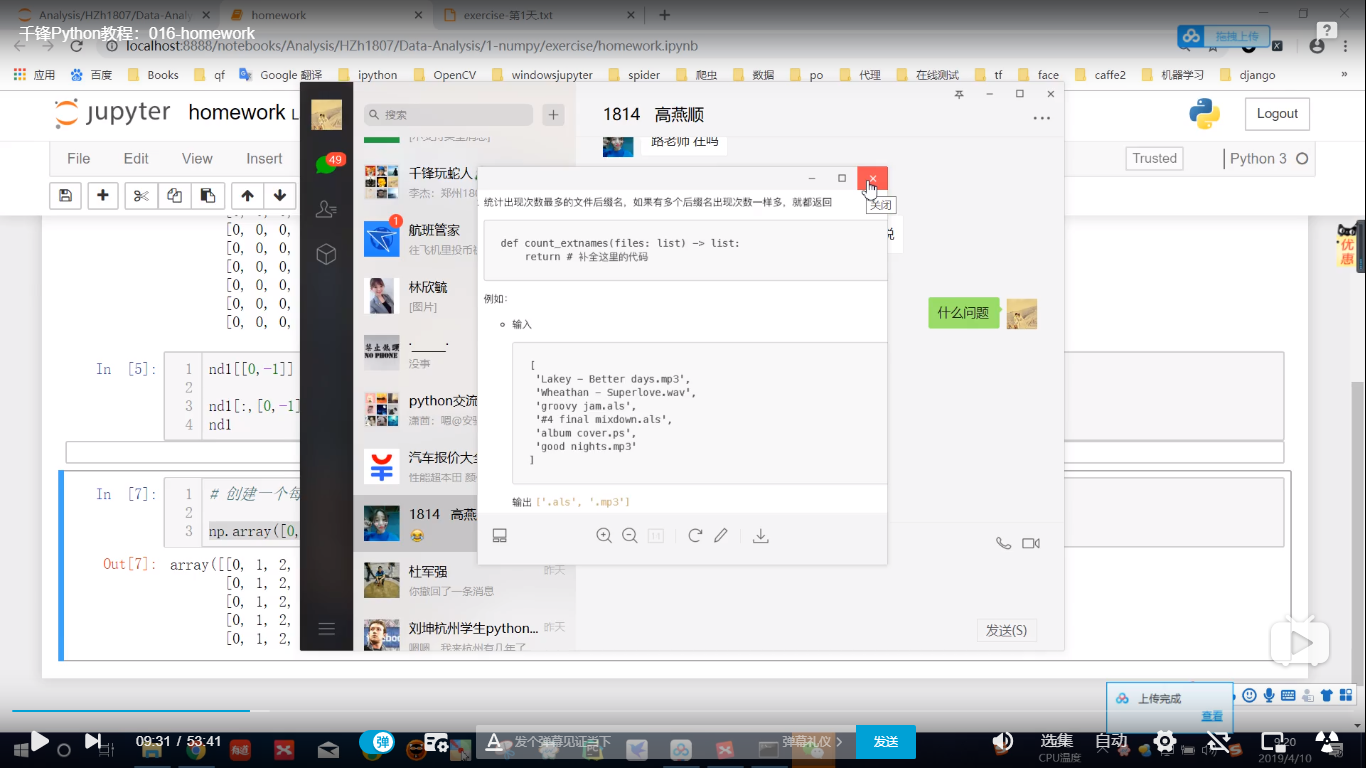 Analysis/HZh1807/Data-Analy
homework
exercise-第1天.txt
千锋Python教程：016-homework
localhost:8888/notebooks/Analysis/HZh1807/Data-Analysis/1-numpy/exercise/homework.ipynb
拖拽上传
应用
百度
Books
qf
Google 翻译
ipython
OpenCV
windowsjupyter
spider
爬虫
数据
po
代理
在线测试
tf
face
caffe2
机器学习
django
jupyter
homework
Logout
File
Edit
View
Insert
Trusted
Python 3
搜索
1814 高燕顺
路老师 在吗
49
千锋玩蛇人
李杰：郑州18
1
航班管家
往飞机里投币
林欣毓
[图片]
禁止低头
NO PHONE
没事
python交流
潇茴：嗯@安
汽车报价大全
性能超本田 颜
1814 高燕
杜军强
昨天
你撤回了一条消息
刘坤杭州学生python...
昨天
嗯嗯，我来杭州有几年了
什么问题
发送(S)
关闭
统计出现次数最多的文件后缀名，如果有多个后缀名出现次数一样多，就都返回
def count_extnames(files: list) -> list:
return # 补全这里的代码
例如：
输入
[
'Lakey - Better days.mp3',
'Wheathan - Superlove.wav',
'groovy jam.als',
'#4 final mixdown.als',
'album cover.ps',
'good nights.mp3'
]
输出 ['.als', '.mp3']
[0, 0, 0,
[0, 0, 0,
[0, 0, 0,
[0, 0, 0,
[0, 0, 0,
[0, 0, 0,
In [5]:
1 nd1[[0,-1]]
2
3 nd1[:,[0,-1]
4 nd1
In [7]:
1 # 创建一个每
2
3 np.array([0,
Out[7]: array([[0, 1, 2,
[0, 1, 2,
[0, 1, 2,
[0, 1, 2,
[0, 1, 2,
优惠
上传完成
查看
09:31 / 53:41
弹
发个弹幕见证当下
弹幕礼仪 >
发送
选集
自动
CPU温度
9:20
2019/4/10